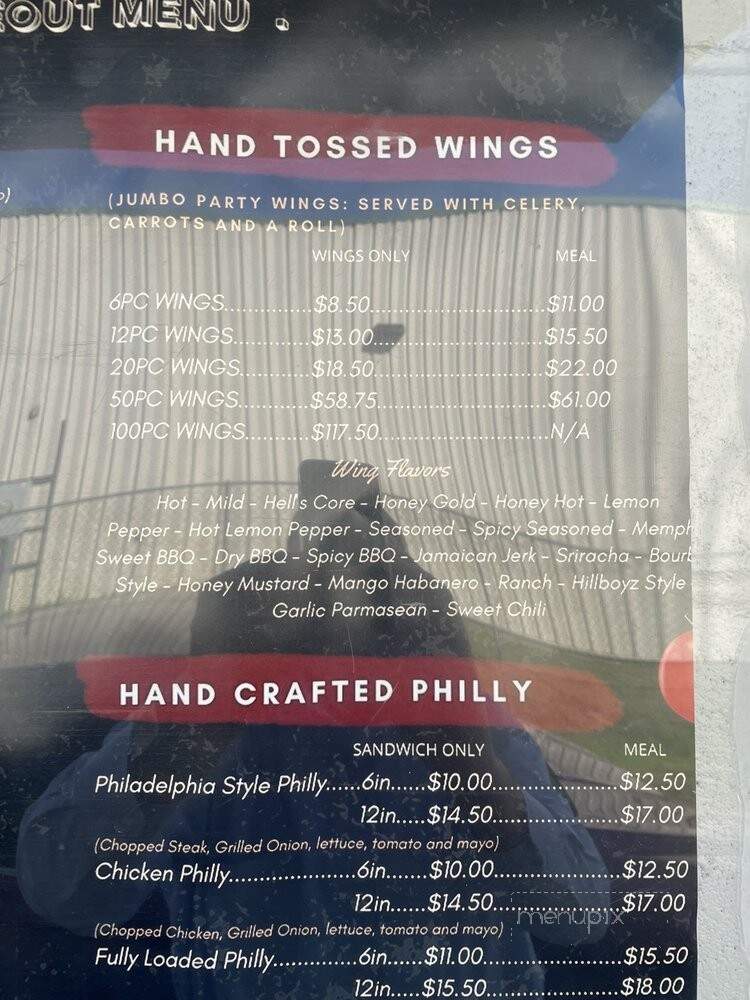 OUT MENU .
HAND TOSSED WINGS
(JUMBO PARTY WINGS: SERVED WITH CELERY,
CARROTS AND A ROLL)
WINGS ONLY MEAL
6PC WINGS..............$8.50...........................$11.00
12PC WINGS............$13.00..........................$15.50
20PC WINGS...........$18.50..........................$22.00
50PC WINGS...........$58.75...........................$61.00
100PC WINGS.........$117.50..........................N/A
Wing Flavors
Hot - Mild - Hell's Core - Honey Gold - Honey Hot - Lemon
Pepper - Hot Lemon Pepper - Seasoned - Spicy Seasoned - Memph
Sweet BBQ - Dry BBQ - Spicy BBQ - Jamaican Jerk - Sriracha - Bourb
Style - Honey Mustard - Mango Habanero - Ranch - Hillboyz Style
Garlic Parmasean - Sweet Chili
HAND CRAFTED PHILLY
SANDWICH ONLY MEAL
Philadelphia Style Philly......6in......$10.00....................$12.50
12in......$14.50....................$17.00
(Chopped Steak, Grilled Onion, lettuce, tomato and mayo)
Chicken Philly......................6in......$10.00....................$12.50
12in......$14.50....................$17.00
menupix
(Chopped Chicken, Grilled Onion, lettuce, tomato and mayo)
Fully Loaded Philly..............6in......$11.00......................$15.50
12in......$15.50......................$18.00